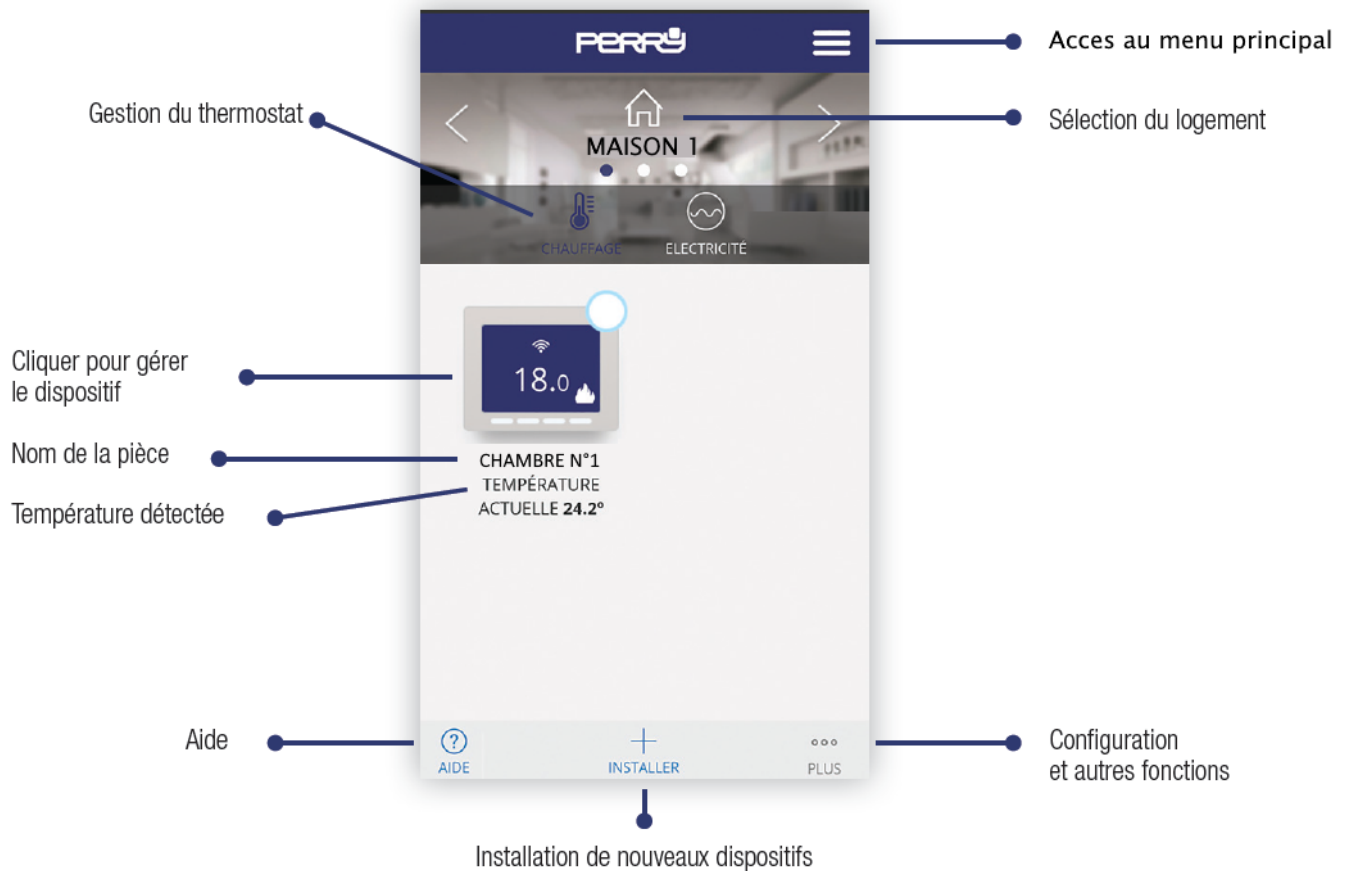 PERRY
Acces au menu principal
Gestion du thermostat
Sélection du logement
MAISON 1
CHAUFFAGE
ELECTRICITÉ
Cliquer pour gérer
le dispositif
18.0
Nom de la pièce
CHAMBRE N°1
TEMPÉRATURE
ACTUELLE 24.2°
Température détectée
Aide
? 
AIDE
INSTALLER
PLUS
Configuration
et autres fonctions
Installation de nouveaux dispositifs